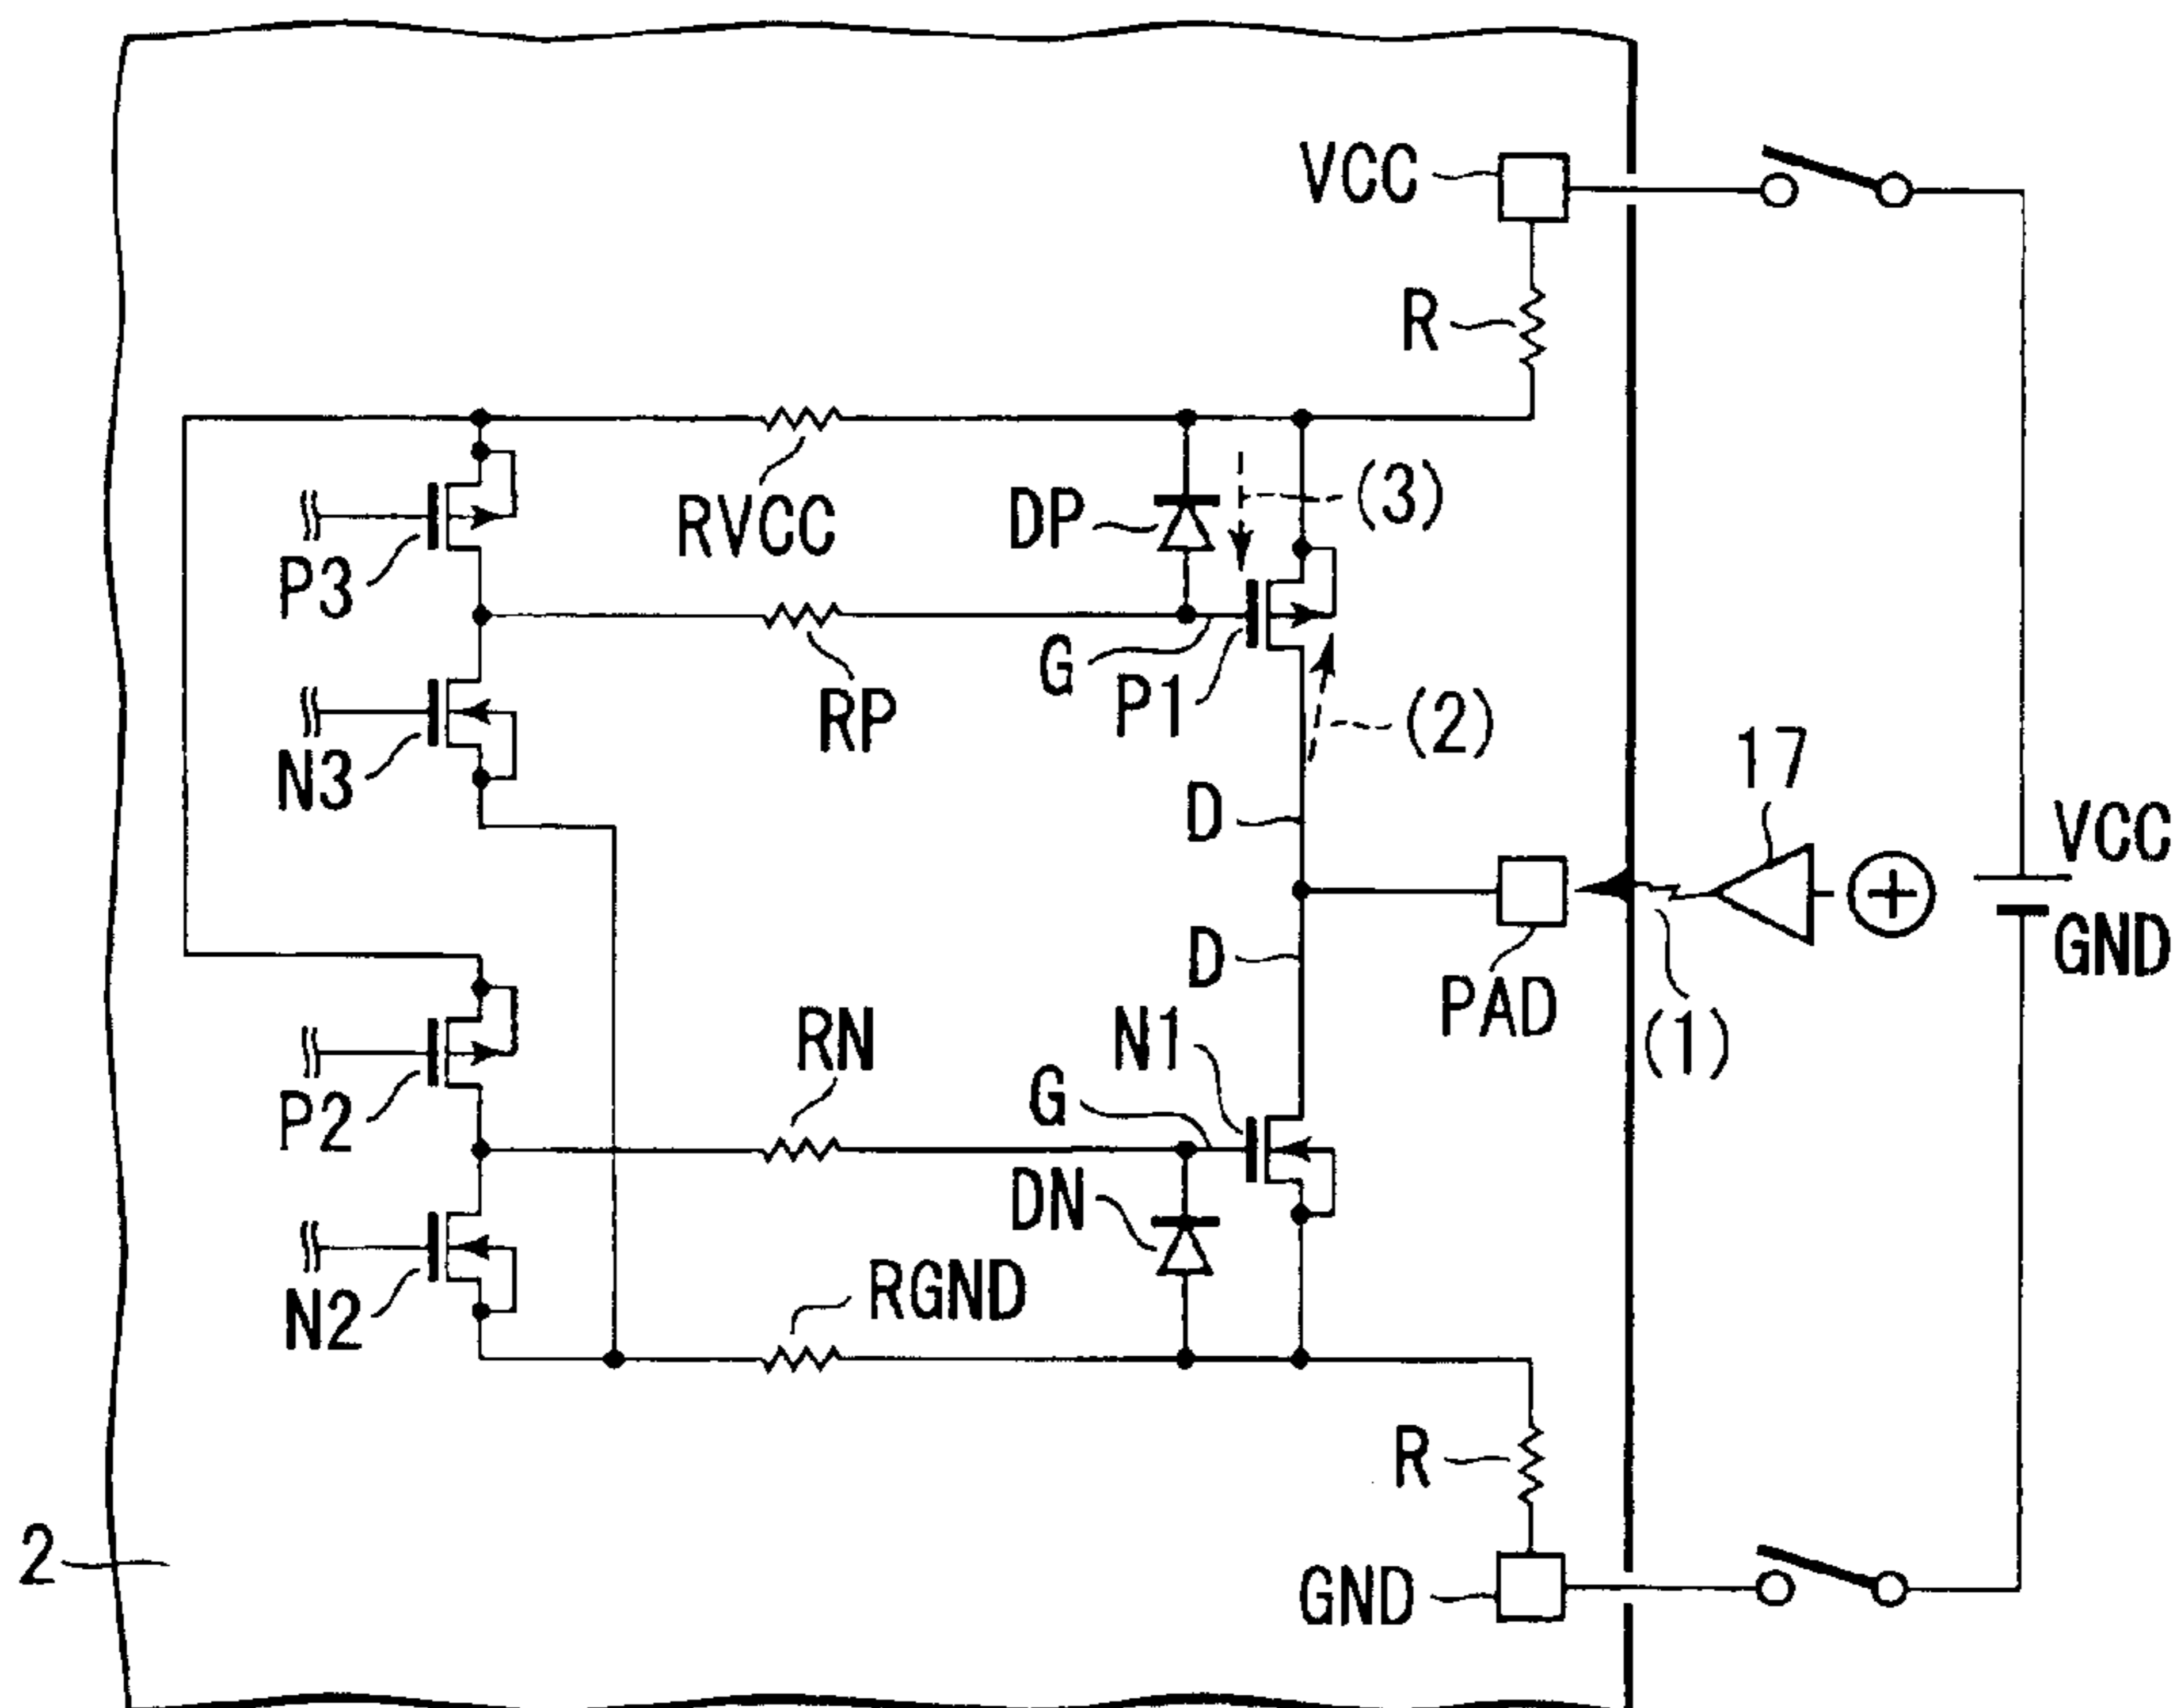 VCC
R
RVCC
DP
(3)
P3
G
P1
RP
(2)
N3
17
D
VCC
GND
D
PAD
(1)
RN
N1
G
P2
DN
RGND
N2
R
2
GND